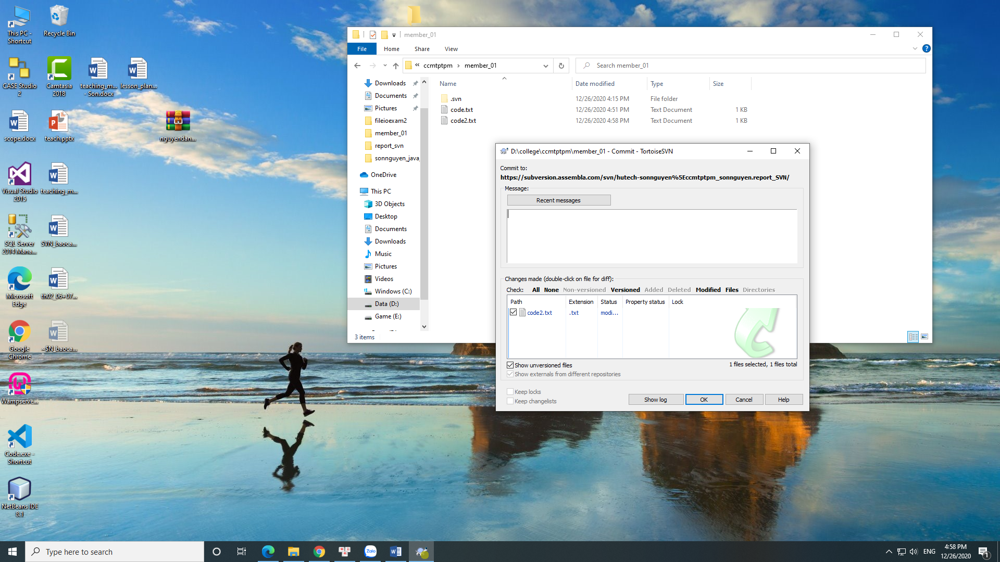 This PC -
Shortcut
Recycle Bin
CASE Studio
2
Camtasia
2018
teaching_m...
- Son.docx
lesson_plan...
scope.docx
teach.pptx
nguyendan...
Visual Studio
2015
teaching_m...
SQL Server
2014 Mana...
SVN_baoca...
Microsoft
Edge
th02_06+07...
Google
Chrome
~SN_baoca...
Wampserve...
Code.exe -
Shortcut
NetBeans IDE
8.1
member_01
File
Home
Share
View
ccmtptpm
member_01
Search member_01
Name
Date modified
Type
Size
.svn
12/26/2020 4:15 PM
File folder
code.txt
12/26/2020 4:51 PM
Text Document
1 KB
code2.txt
12/26/2020 4:58 PM
Text Document
1 KB
Downloads
Documents
Pictures
fileioexam2
member_01
report_svn
sonnguyen_java_
OneDrive
This PC
3D Objects
Desktop
Documents
Downloads
Music
Pictures
Videos
Windows (C:)
Data (D:)
Game (E:)
3 items
D:\college\ccmtptpm\member_01 - Commit - TortoiseSVN
Commit to:
https://subversion.assembla.com/svn/hutech-sonnguyen%5Eccmtptpm_sonnguyen.report_SVN/
Message:
Recent messages
Changes made (double-click on file for diff):
Check: All None Non-versioned Versioned Added Deleted Modified Files Directories
Path
Extension
Status
Property status
Lock
code2.txt
.txt
modi...
Show unversioned files
1 files selected, 1 files total
Show externals from different repositories
Keep locks
Keep changelists
Show log
OK
Cancel
Help
Type here to search
Zalo
ENG
4:58 PM
12/26/2020
1